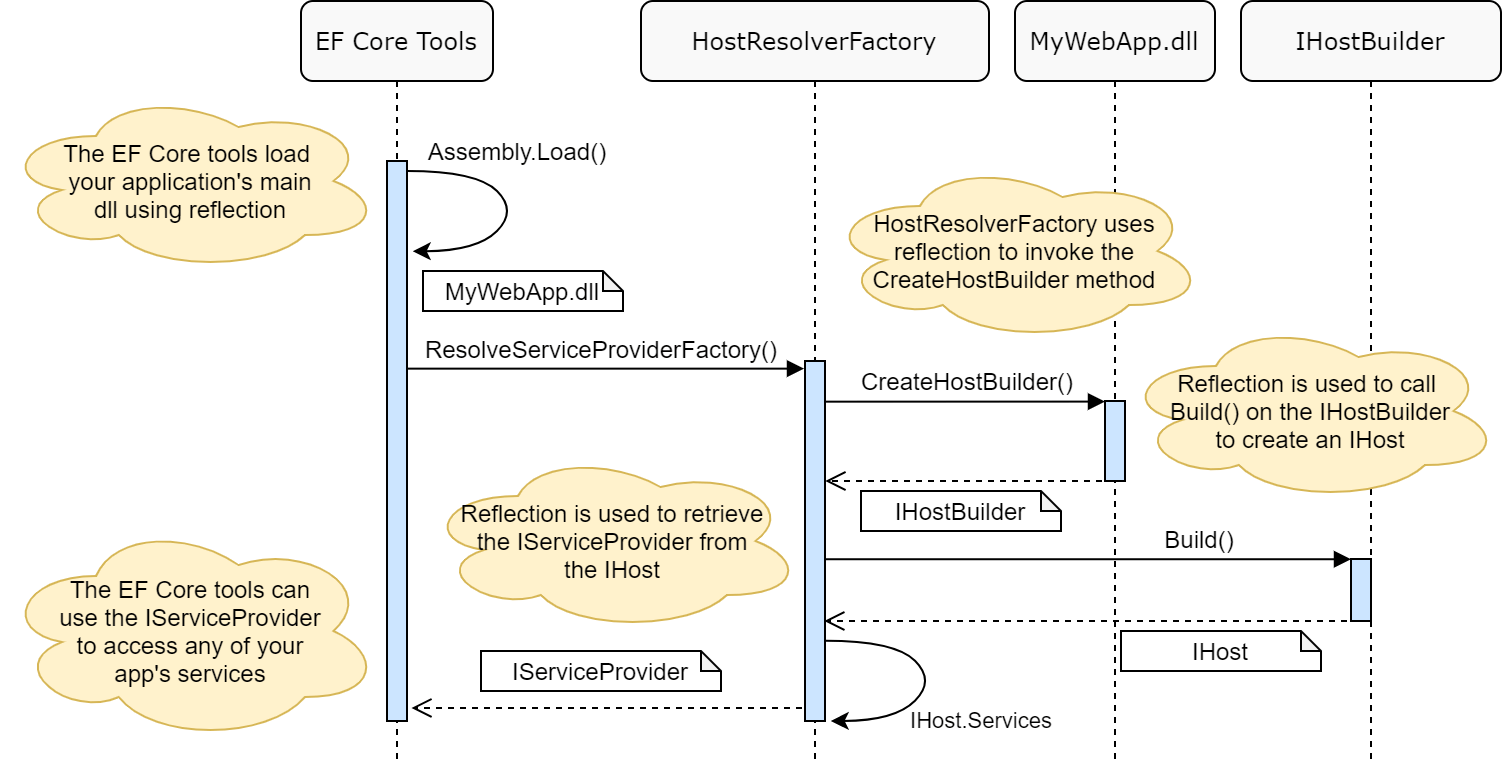 EF Core Tools
HostResolverFactory
MyWebApp.dll
IHostBuilder
The EF Core tools load
your application's main
dll using reflection
Assembly.Load()
MyWebApp.dll
HostResolverFactory uses
reflection to invoke the
CreateHostBuilder method
ResolveServiceProviderFactory()
CreateHostBuilder()
Reflection is used to call
Build() on the IHostBuilder
to create an IHost
IHostBuilder
Reflection is used to retrieve
the IServiceProvider from
the IHost
Build()
The EF Core tools can
use the IServiceProvider
to access any of your
app's services
IHost
IServiceProvider
IHost.Services